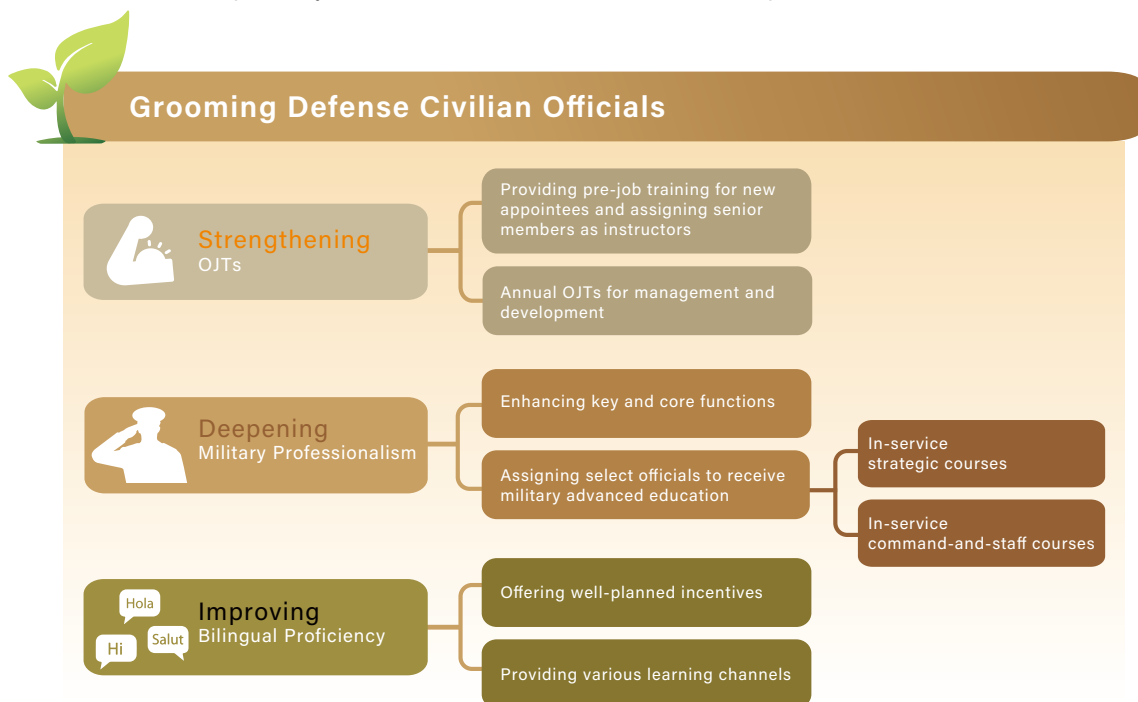 Grooming Defense Civilian Officials
Strengthening
OJTs
Providing pre-job training for new
appointees and assigning senior
members as instructors
Annual OJTs for management and
development
Deepening
Military Professionalism
Enhancing key and core functions
Assigning select officials to receive
military advanced education
In-service
strategic courses
In-service
command-and-staff courses
Hola
Hi
Salut
Improving
Bilingual Proficiency
Offering well-planned incentives
Providing various learning channels